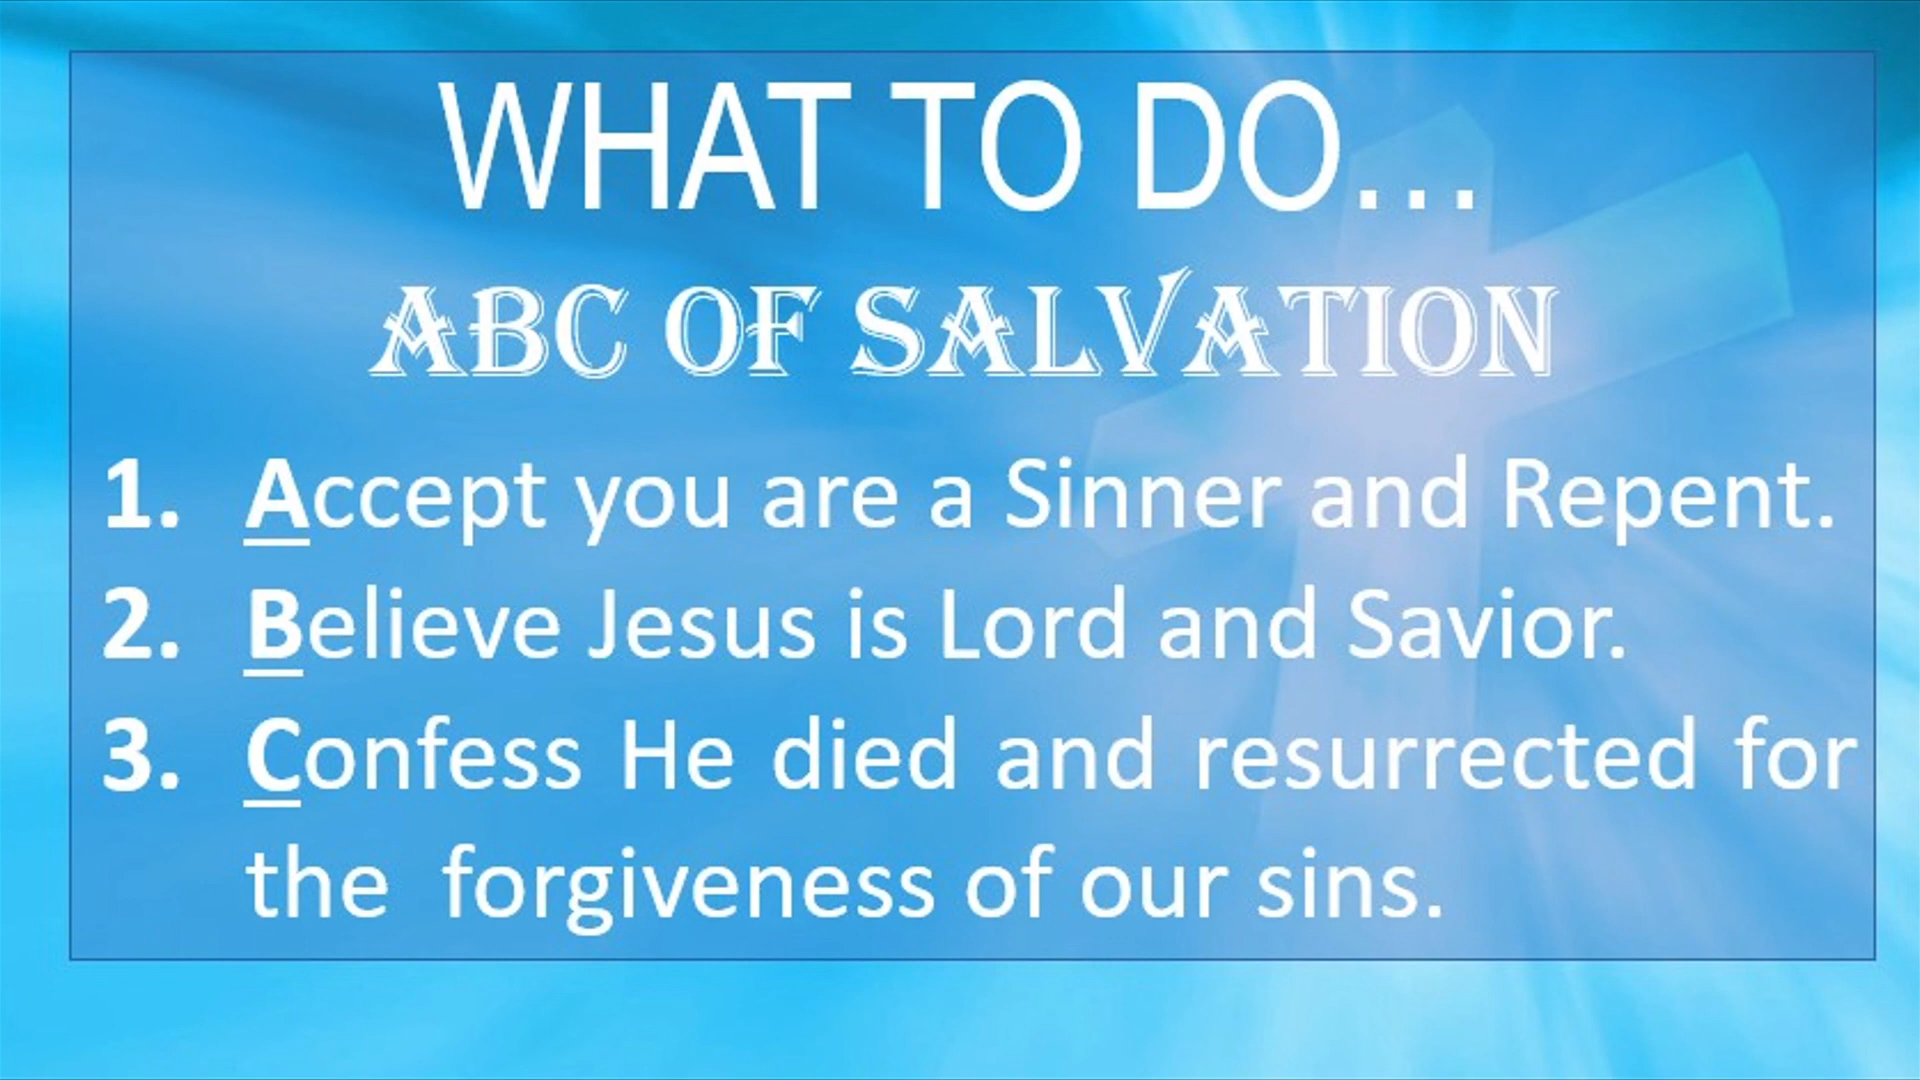 WHAT TO DO...
ABC OF SALVATION
1. Accept you are a Sinner and Repent.
2. Believe Jesus is Lord and Savior.
3. Confess He died and resurrected for
the forgiveness of our sins.